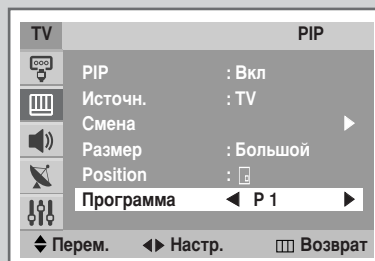 TV PIP
PIP : Вкл
Источн. : TV
Смена
Размер : Большой
Position :
Программа P 1
Перем. Настр. Возврат